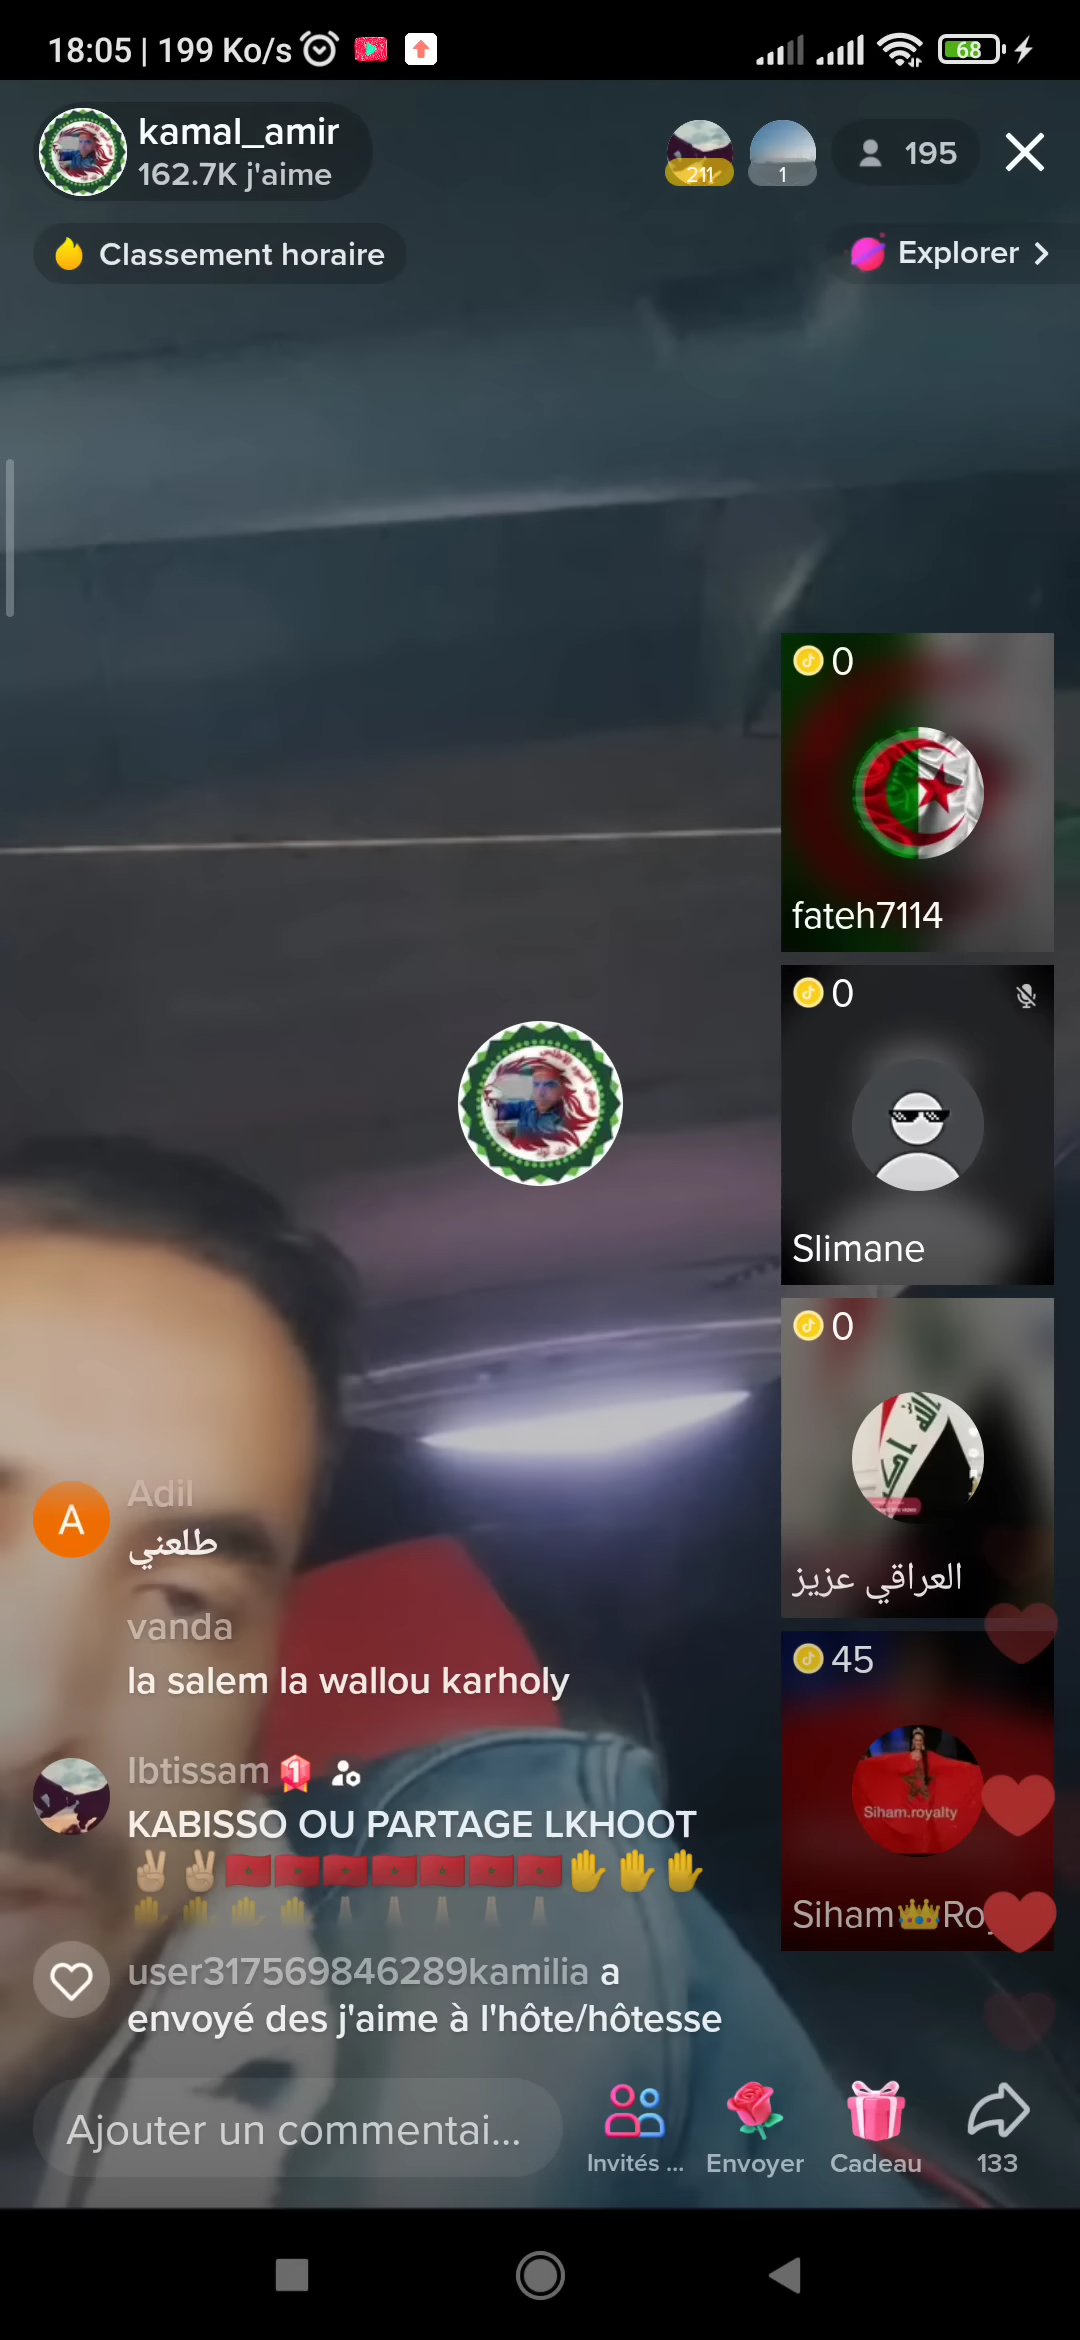 18:05 | 199 Ko/s
68
kamal_amir
162.7K j'aime
211
1
195
Classement horaire
Explorer
0
fateh7114
0
Slimane
0
العراقي عزيز
45
Siham.royalty
Siham👑Ro
A
Adil
طلعني
vanda
la salem la wallou karholy
Ibtissam 1
KABISSO OU PARTAGE LKHOOT
✌🏼✌🏼🇲🇦🇲🇦🇲🇦🇲🇦🇲🇦🇲🇦🇲🇦✋✋✋
user317569846289kamilia a
envoyé des j'aime à l'hôte/hôtesse
Ajouter un commentai...
Invités ...
Envoyer
Cadeau
133